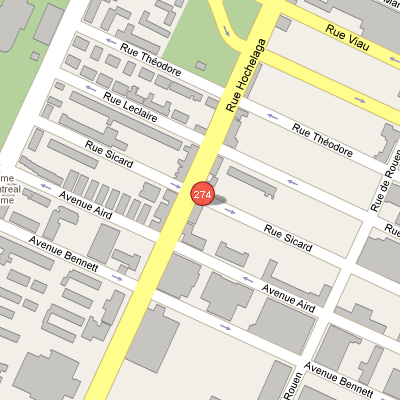 Rue Viau
Rue Théodore
Rue Hochelaga
Rue Leclaire
Rue Théodore
Rue Sicard
Rue de Rouen
274
Avenue Aird
Rue Sicard
Avenue Bennett
Avenue Aird
Avenue Bennett
Rouen